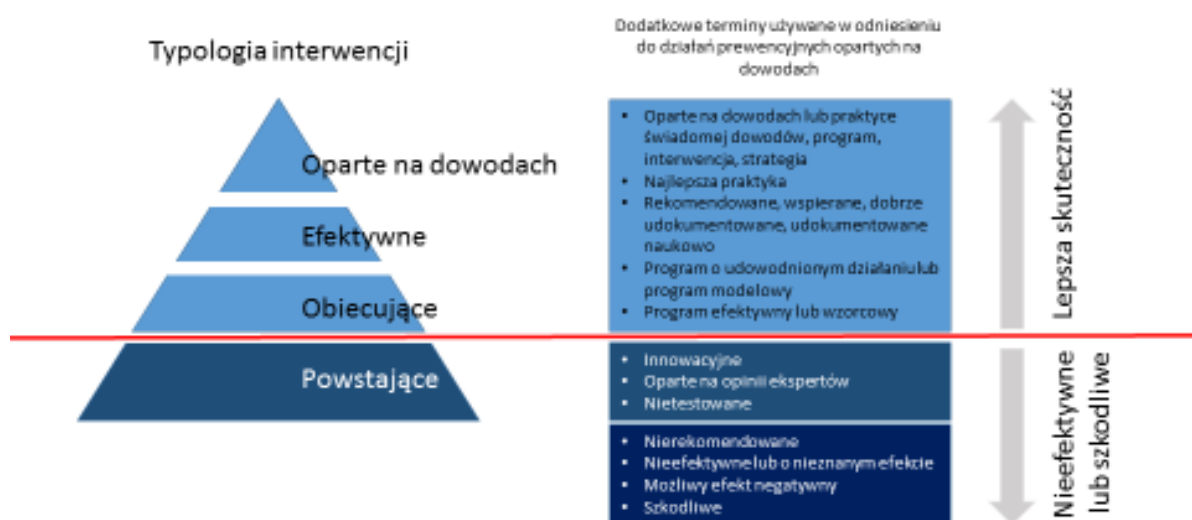 Typologia interwencji
Oparte na dowodach
Efektywne
Obiecujące
Powstające
Dodatkowe terminy używane w odniesieniu
do działań prewencyjnych opartych na
dowodach
• Oparte na dowodach lub praktyce
świadomej dowodów, program,
interwencja, strategia
• Najlepsza praktyka
• Rekomendowane, wspierane, dobrze
udokumentowane, udokumentowane
naukowo
• Program o udowodnionym działaniu lub
program modelowy
• Program efektywny lub wzorcowy
• Innowacyjne
• Oparte na opinii ekspertów
• Nietestowane
• Nierekomendowane
• Nieefektywne lub o nieznanym efekcie
• Możliwy efekt negatywny
• Szkodliwe
Lepsza skuteczność
Nieefektywne
lub szkodliwe